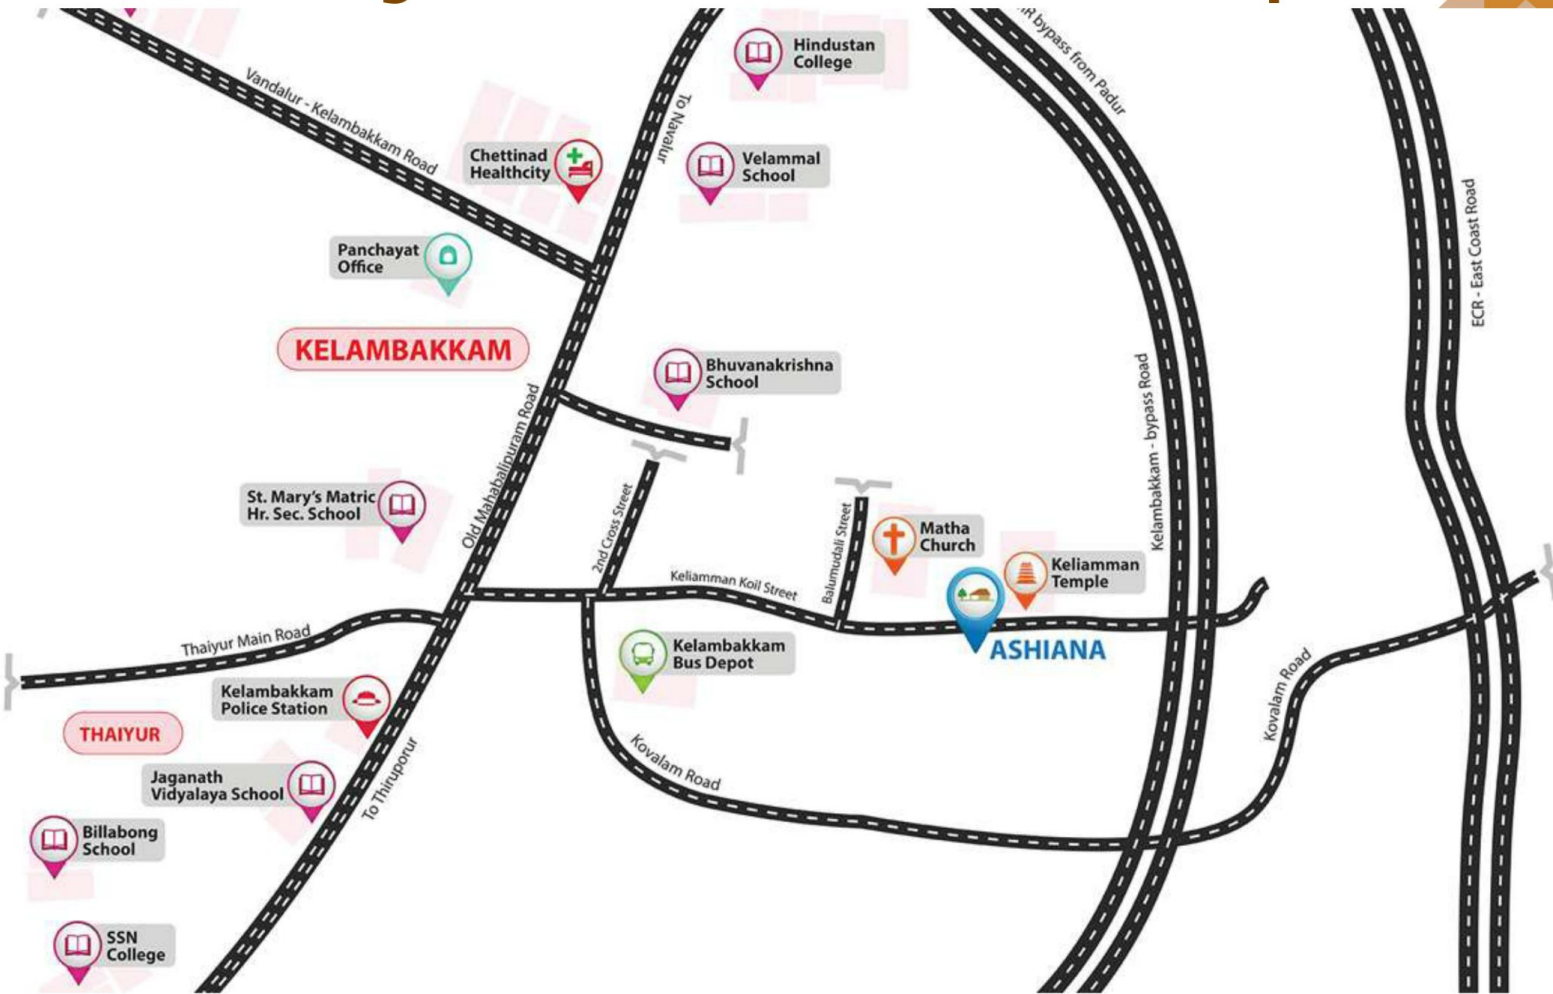 Hindustan
College
R bypass from Padur
Vandalur - Kelambakkam Road
To Navalur
Chettinad
Healthcity
Velammal
School
ECR - East Coast Road
Panchayat
Office
KELAMBAKKAM
Bhuvanakrishna
School
Kelambakkam - bypass Road
Old Mahabalipuram Road
St. Mary's Matric
Hr. Sec. School
2nd Cross Street
Balumudali Street
Matha
Church
Keliamman
Temple
Keliamman Koil Street
Thaiyur Main Road
Kelambakkam
Bus Depot
ASHIANA
Kelambakkam
Police Station
Kovalam Road
THAIYUR
Kovalam Road
To Thiruporur
Jaganath
Vidyalaya School
Billabong
School
SSN
College